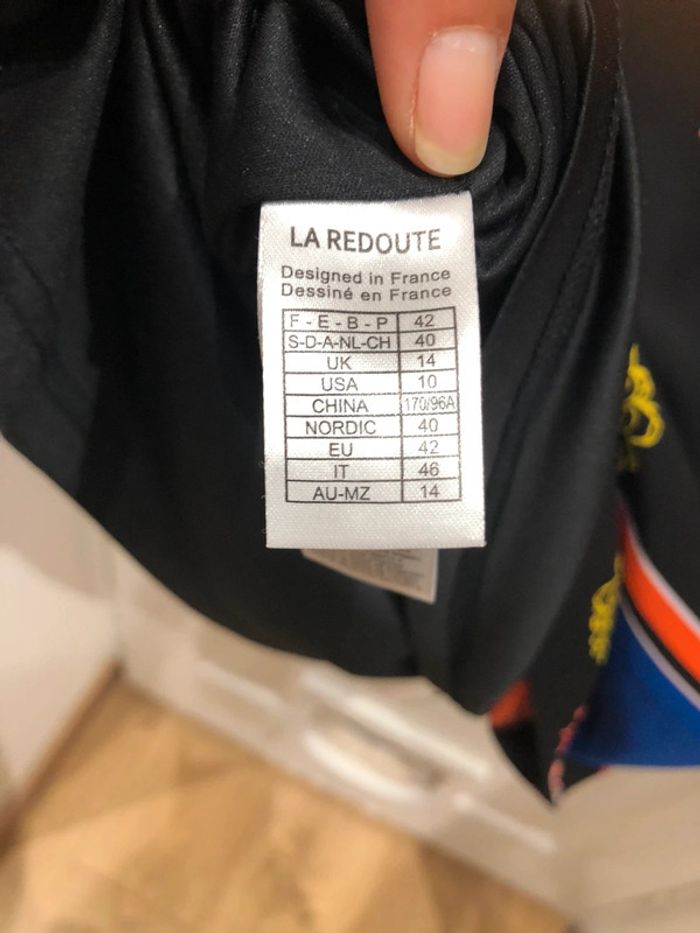 LA REDOUTE
Designed in France
Dessiné en France
F - E - B - P 42
S-D-A-NL-CH 40
UK 14
USA 10
CHINA 170/96A
NORDIC 40
EU 42
IT 46
AU-MZ 14